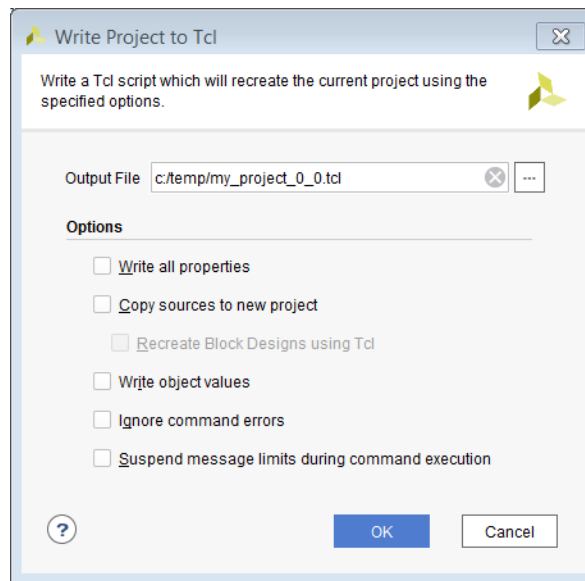 Write Project to Tcl
Write a Tcl script which will recreate the current project using the
specified options.
Output File c:/temp/my_project_0_0.tcl ...
Options
Write all properties
Copy sources to new project
Recreate Block Designs using Tcl
Write object values
Ignore command errors
Suspend message limits during command execution
? OK Cancel